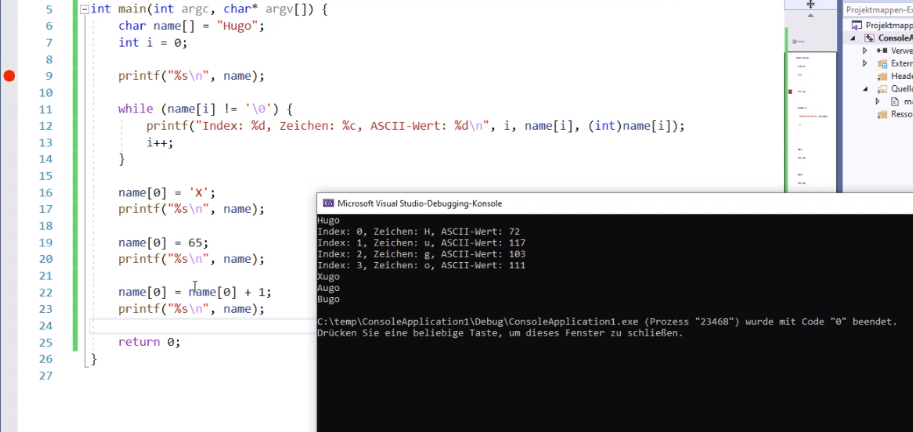 5 int main(int argc, char* argv[]) {
6 char name[] = "Hugo";
7 int i = 0;
8
9 printf("%s\n", name);
10
11 while (name[i] != '\0') {
12 printf("Index: %d, Zeichen: %c, ASCII-Wert: %d\n", i, name[i], (int)name[i]);
13 i++;
14 }
15
16 name[0] = 'X';
17 printf("%s\n", name);
18
19 name[0] = 65;
20 printf("%s\n", name);
21
22 name[0] = name[0] + 1;
23 printf("%s\n", name);
24
25 return 0;
26 }
27
Microsoft Visual Studio-Debugging-Konsole
Hugo
Index: 0, Zeichen: H, ASCII-Wert: 72
Index: 1, Zeichen: u, ASCII-Wert: 117
Index: 2, Zeichen: g, ASCII-Wert: 103
Index: 3, Zeichen: o, ASCII-Wert: 111
Xugo
Augo
Bugo
C:\temp\ConsoleApplication1\Debug\ConsoleApplication1.exe (Prozess "23468") wurde mit Code "0" beendet.
Drücken Sie eine beliebige Taste, um dieses Fenster zu schließen.
Projektmappen-Ex
Projektmapp
ConsoleA
Verwe
Extern
Heade
Quelle
ma
Resso